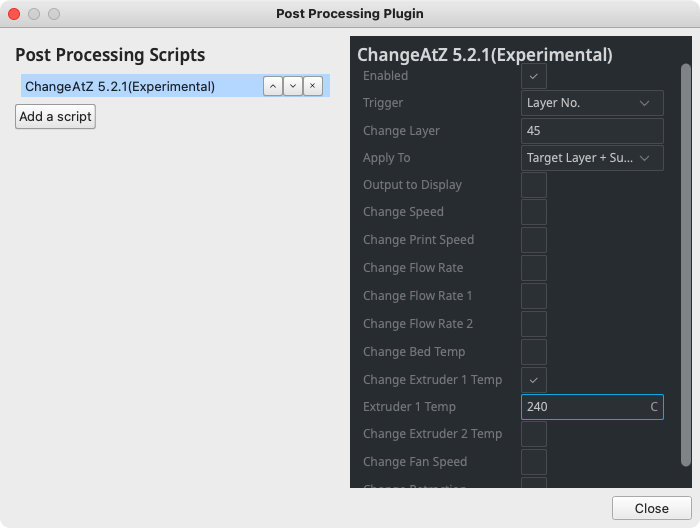 Post Processing Plugin
Post Processing Scripts
ChangeAtZ 5.2.1(Experimental)
Add a script
ChangeAtZ 5.2.1(Experimental)
Enabled
Trigger Layer No.
Change Layer 45
Apply To Target Layer + Su...
Output to Display
Change Speed
Change Print Speed
Change Flow Rate
Change Flow Rate 1
Change Flow Rate 2
Change Bed Temp
Change Extruder 1 Temp
Extruder 1 Temp 240 C
Change Extruder 2 Temp
Change Fan Speed
Change Retraction
Close